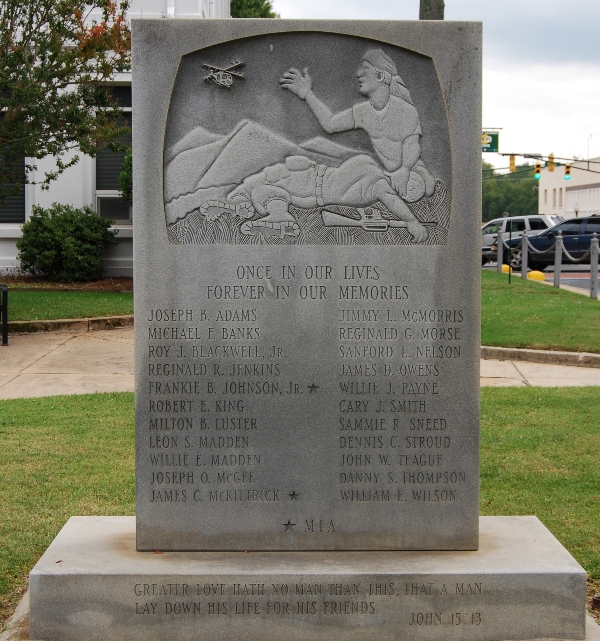 ONCE IN OUR LIVES
FOREVER IN OUR MEMORIES
JOSEPH B. ADAMS
MICHAEL F. BANKS
ROY J. BLACKWELL, JR.
REGINALD R. JENKINS
FRANKIE B. JOHNSON, JR. ★
ROBERT E. KING
MILTON B. LUSTER
LEON S. MADDEN
WILLIE E. MADDEN
JOSEPH O. McGEE
JAMES C. McKITTRICK ★
JIMMY L. McMORRIS
REGINALD G. MORSE
SANFORD L. NELSON
JAMES D. OWENS
WILLIE J. PAYNE
CARY J. SMITH
SAMMIE R. SNEED
DENNIS C. STROUD
JOHN W. TEAGUE
DANNY S. THOMPSON
WILLIAM E. WILSON
★ MIA
GREATER LOVE HATH NO MAN THAN THIS, THAT A MAN
LAY DOWN HIS LIFE FOR HIS FRIENDS.
JOHN 15:13